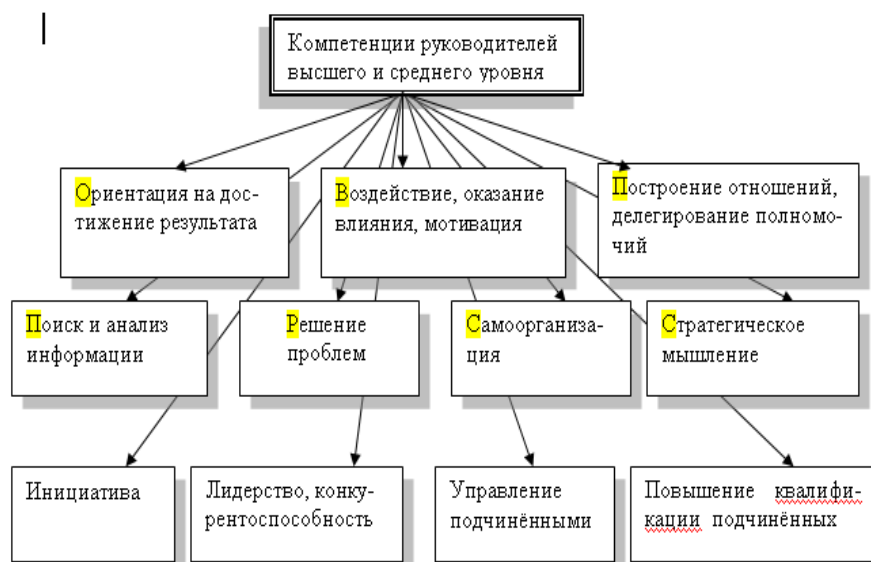 Компетенции руководителей
высшего и среднего уровня
Ориентация на дос-
тижение результата
Воздействие, оказание
влияния, мотивация
Построение отношений,
делегирование полномо-
чий
Поиск и анализ
информации
Решение
проблем
Самоорганиза-
ция
Стратегическое
мышление
Инициатива
Лидерство, конку-
рентоспособность
Управление
подчинёнными
Повышение квалифи-
кации подчинённых